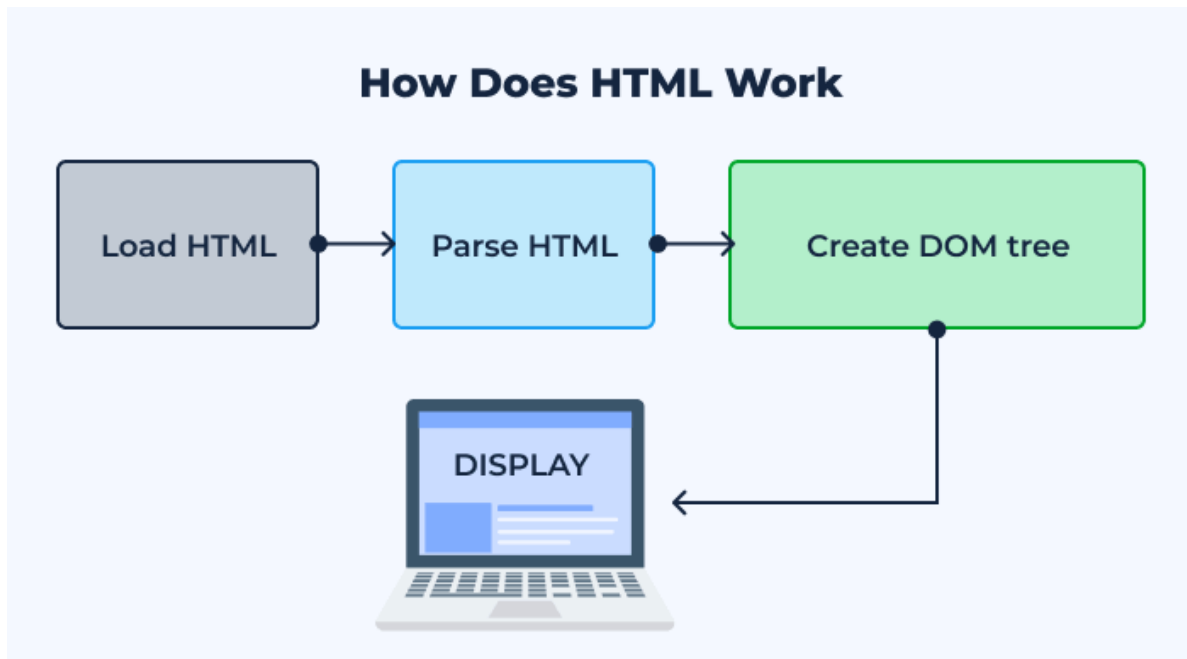 How Does HTML Work
Load HTML
Parse HTML
Create DOM tree
DISPLAY